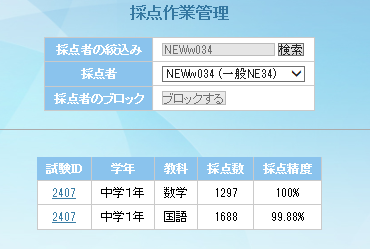 採点作業管理
採点者の絞込み NEWw034 検索
採点者 NEWw034 (一般NE34)
採点者のブロック ブロックする
試験ID 学年 教科 採点数 採点精度
2407 中学1年 数学 1297 100%
2407 中学1年 国語 1688 99.88%